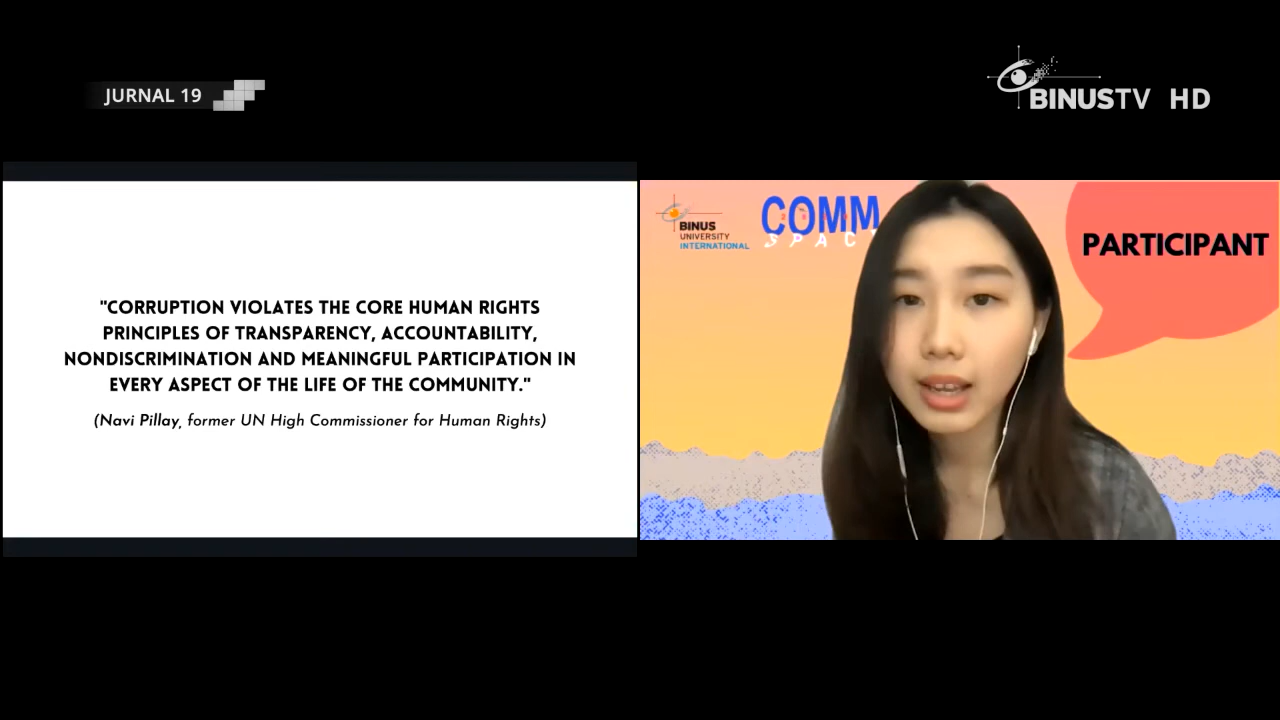 JURNAL 19
BINUSTV HD
"CORRUPTION VIOLATES THE CORE HUMAN RIGHTS
PRINCIPLES OF TRANSPARENCY, ACCOUNTABILITY,
NONDISCRIMINATION AND MEANINGFUL PARTICIPATION IN
EVERY ASPECT OF THE LIFE OF THE COMMUNITY."
(Navi Pillay, former UN High Commissioner for Human Rights)
BINUS
UNIVERSITY
INTERNATIONAL
COMM
SPAC
PARTICIPANT